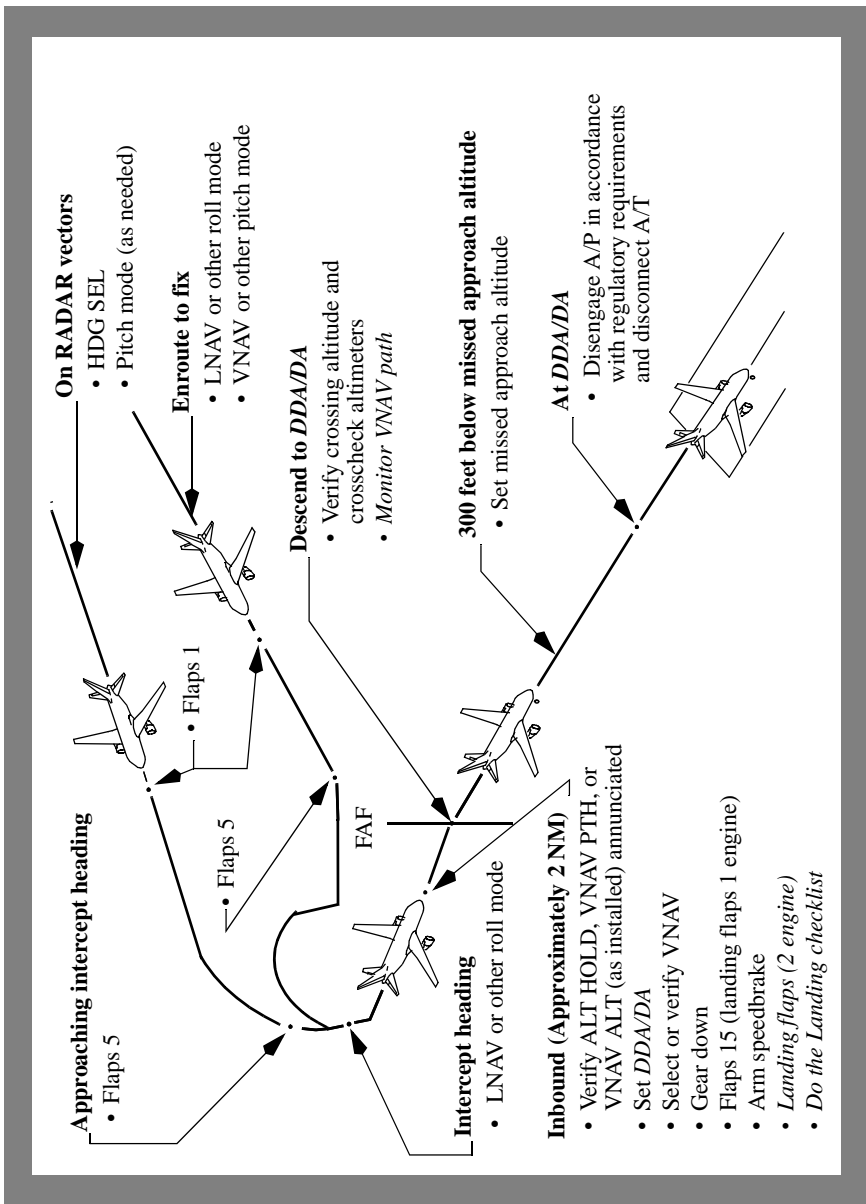 On RADAR vectors
• HDG SEL
• Pitch mode (as needed)
Enroute to fix
• LNAV or other roll mode
• VNAV or other pitch mode
• Flaps 1
Approaching intercept heading
• Flaps 5
• Flaps 5
Descend to DDA/DA
• Verify crossing altitude and
crosscheck altimeters
• Monitor VNAV path
FAF
Intercept heading
• LNAV or other roll mode
300 feet below missed approach altitude
• Set missed approach altitude
At DDA/DA
• Disengage A/P in accordance
with regulatory requirements
and disconnect A/T
Inbound (Approximately 2 NM)
• Verify ALT HOLD, VNAV PTH, or
VNAV ALT (as installed) annunciated
• Set DDA/DA
• Select or verify VNAV
• Gear down
• Flaps 15 (landing flaps 1 engine)
• Arm speedbrake
• Landing flaps (2 engine)
• Do the Landing checklist